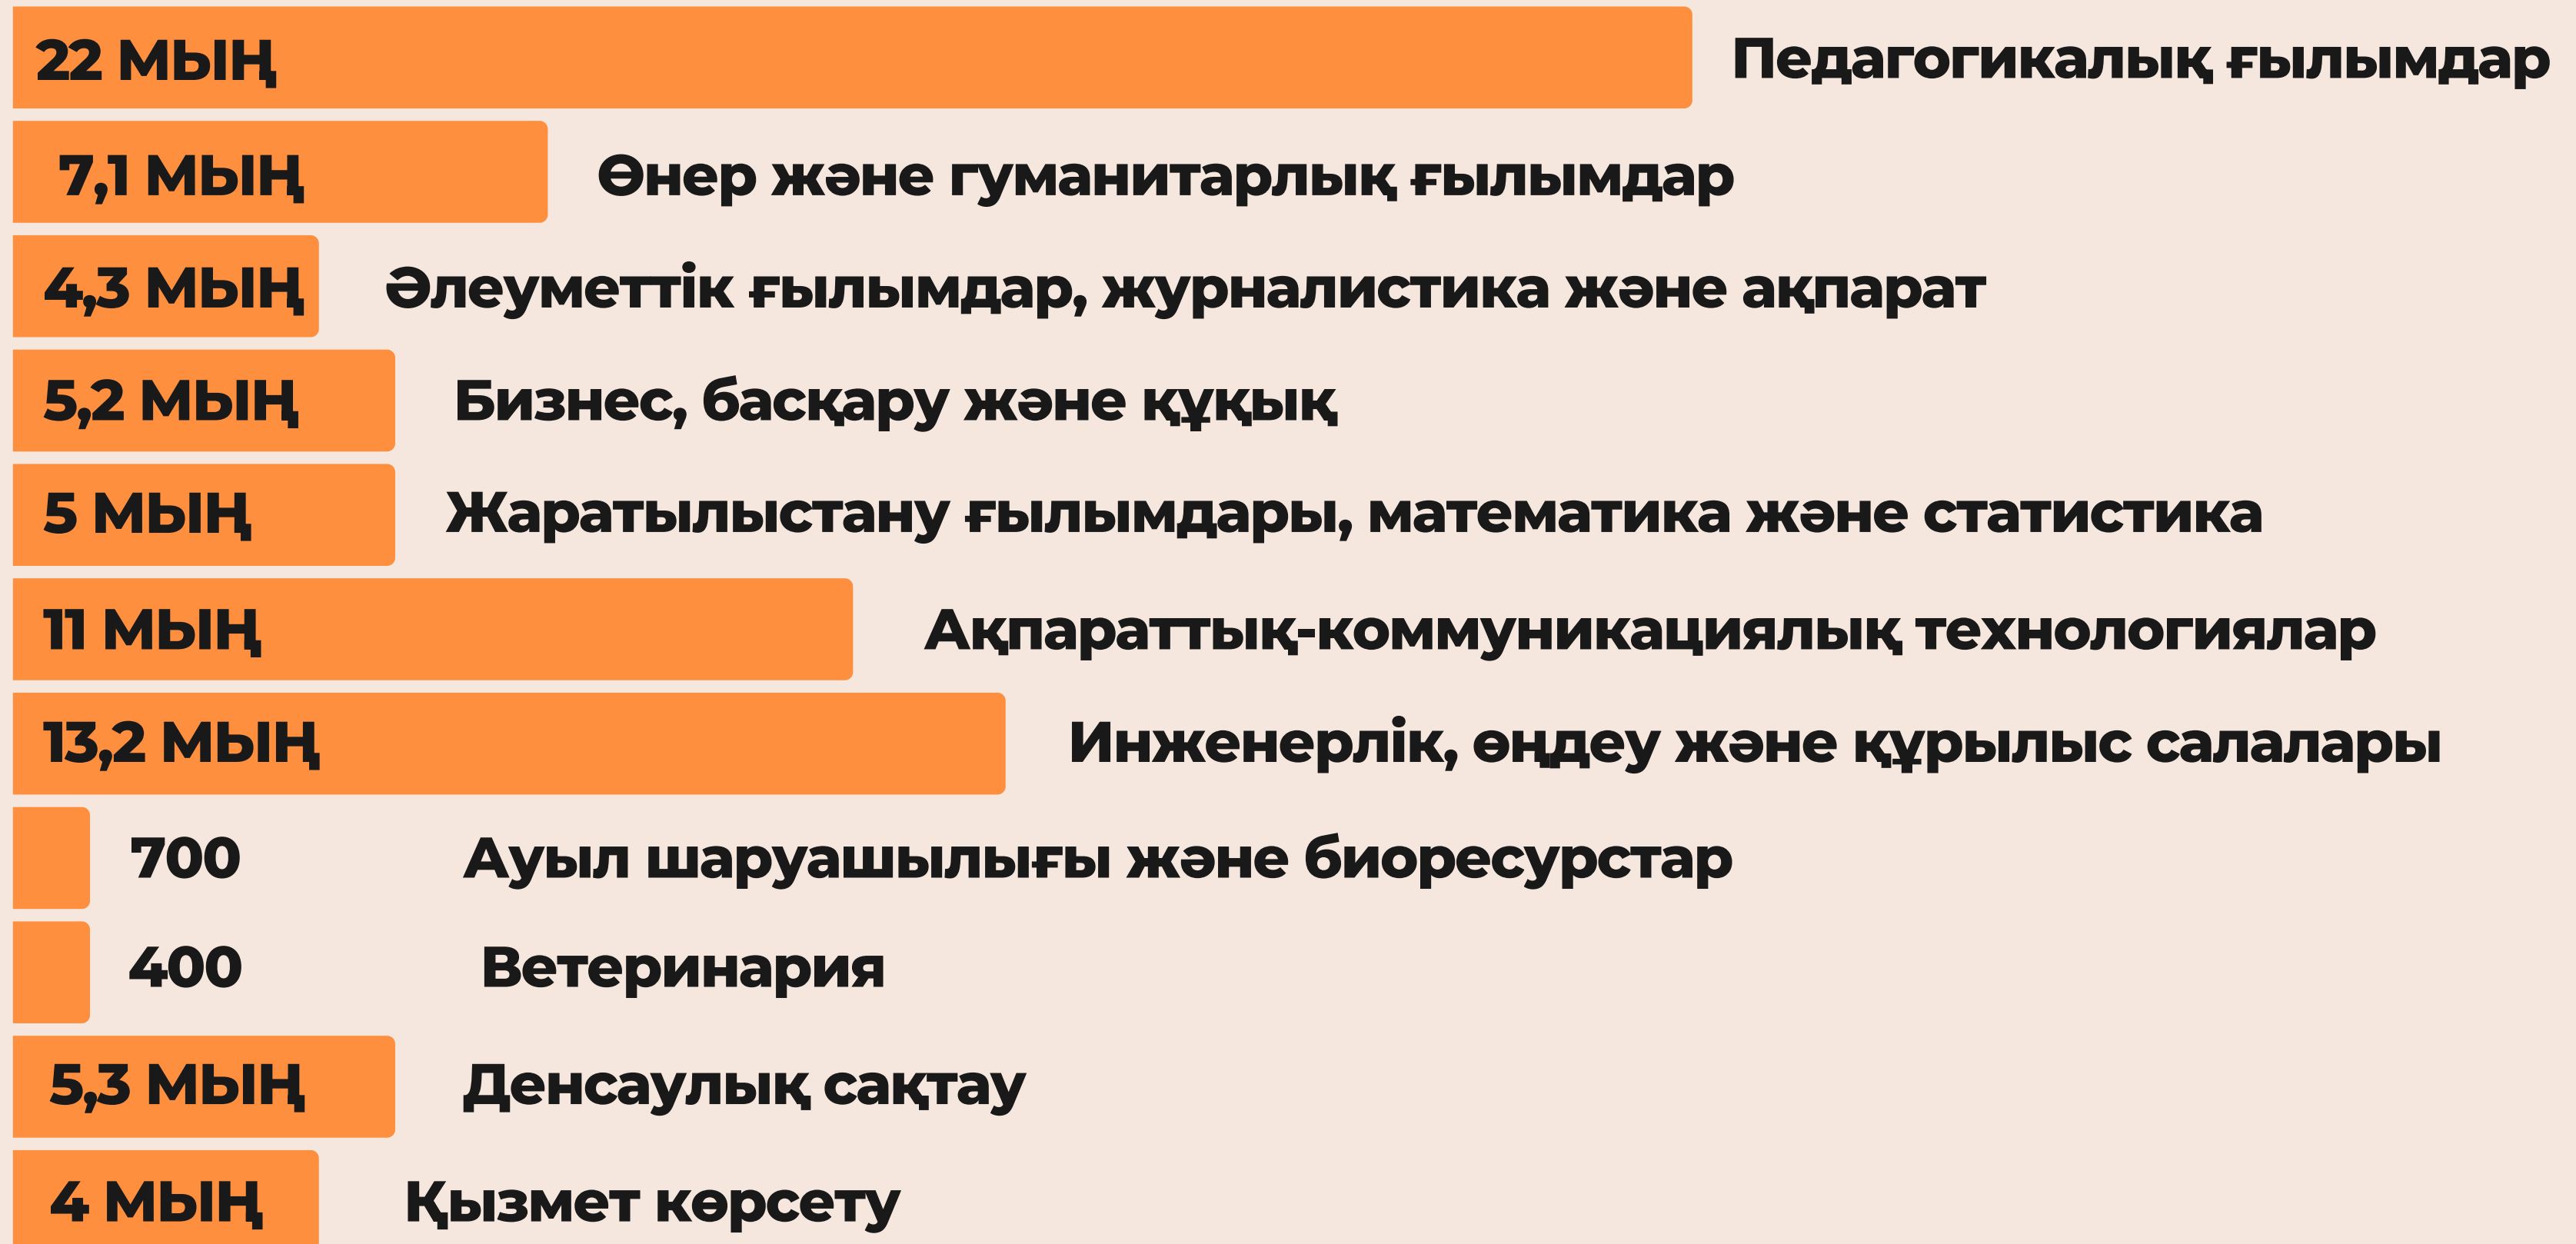 22 МЫҢ Педагогикалық ғылымдар
7,1 МЫҢ Өнер және гуманитарлық ғылымдар
4,3 МЫҢ Әлеуметтік ғылымдар, журналистика және ақпарат
5,2 МЫҢ Бизнес, басқару және құқық
5 МЫҢ Жаратылыстану ғылымдары, математика және статистика
11 МЫҢ Ақпараттық-коммуникациялық технологиялар
13,2 МЫҢ Инженерлік, өңдеу және құрылыс салалары
700 Ауыл шаруашылығы және биоресурстар
400 Ветеринария
5,3 МЫҢ Денсаулық сақтау
4 МЫҢ Қызмет көрсету